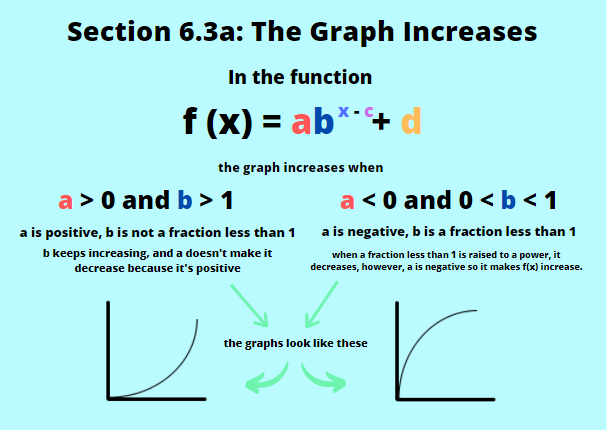 Section 6.3a: The Graph Increases
In the function
f (x) = ab^x - c + d
the graph increases when
a > 0 and b > 1
a is positive, b is not a fraction less than 1
b keeps increasing, and a doesn't make it
decrease because it's positive
a < 0 and 0 < b < 1
a is negative, b is a fraction less than 1
when a fraction less than 1 is raised to a power, it
decreases, however, a is negative so it makes f(x) increase.
the graphs look like these